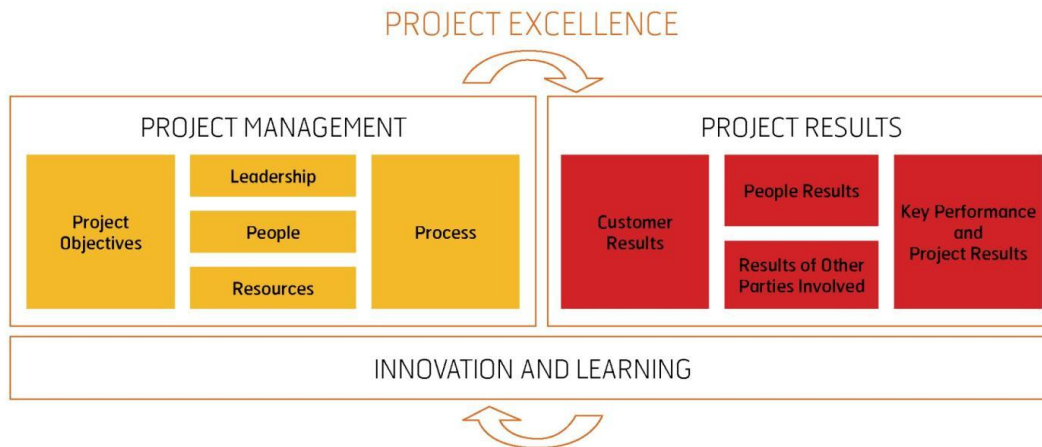 PROJECT EXCELLENCE
PROJECT MANAGEMENT
Project
Objectives
Leadership
People
Resources
Process
PROJECT RESULTS
Customer
Results
People Results
Results of Other
Parties Involved
Key Performance
and
Project Results
INNOVATION AND LEARNING